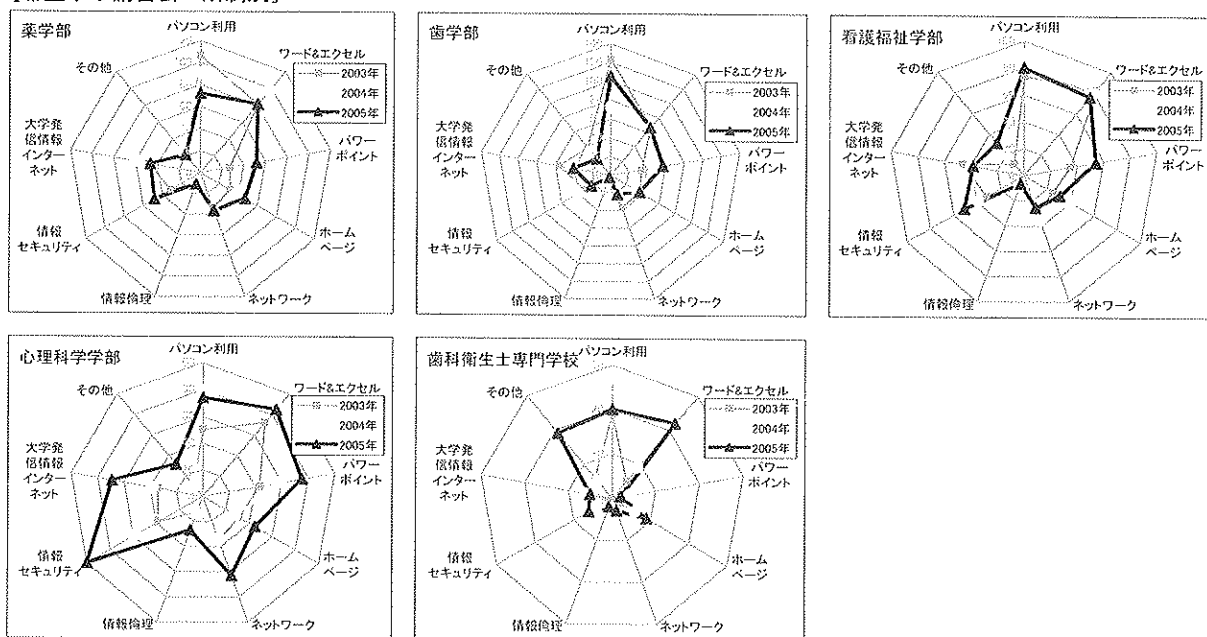 薬学部
パソコン利用
ワード&エクセル
2003年
2004年
2005年
パワー
ポイント
ホーム
ページ
ネットワーク
情報倫理
情報
セキュリティ
大学発
信情報
インター
ネット
その他
歯学部
パソコン利用
ワード&エクセル
2003年
2004年
2005年
パワー
ポイント
ホーム
ページ
ネットワーク
情報倫理
情報
セキュリティ
大学発
信情報
インター
ネット
その他
看護福祉学部
パソコン利用
ワード&エクセル
2003年
2004年
2005年
パワー
ポイント
ホーム
ページ
ネットワーク
情報倫理
情報
セキュリティ
大学発
信情報
インター
ネット
その他
心理科学学部
パソコン利用
ワード&エクセル
2003年
2004年
2005年
パワー
ポイント
ホーム
ページ
ネットワーク
情報倫理
情報
セキュリティ
大学発
信情報
インター
ネット
その他
歯科衛生士専門学校
パソコン利用
ワード&エクセル
2003年
2004年
2005年
パワー
ポイント
ホーム
ページ
ネットワーク
情報倫理
情報
セキュリティ
大学発
信情報
インター
ネット
その他